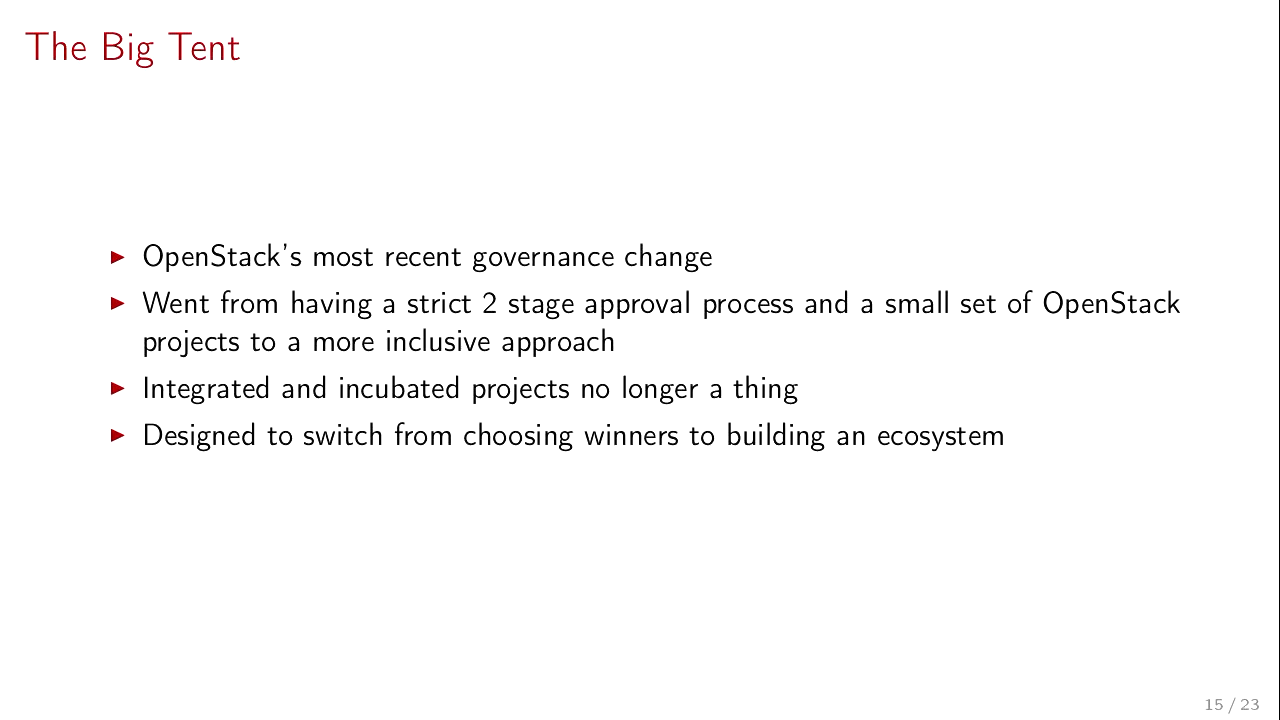 The Big Tent
▶ OpenStack's most recent governance change
▶ Went from having a strict 2 stage approval process and a small set of OpenStack
projects to a more inclusive approach
▶ Integrated and incubated projects no longer a thing
▶ Designed to switch from choosing winners to building an ecosystem
15 / 23